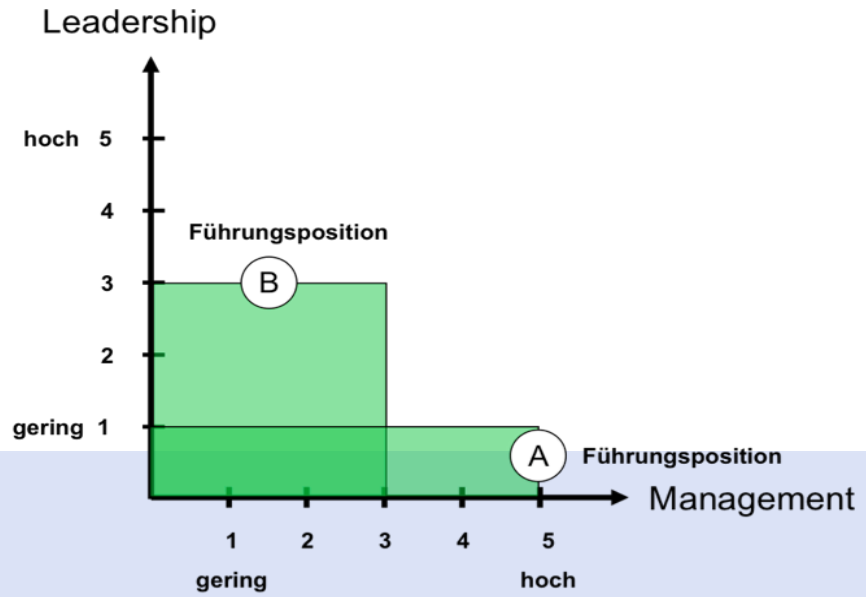 Leadership
hoch 5
4
Führungsposition
B
3
2
gering 1
A
Führungsposition
Management
1 2 3 4 5
gering hoch